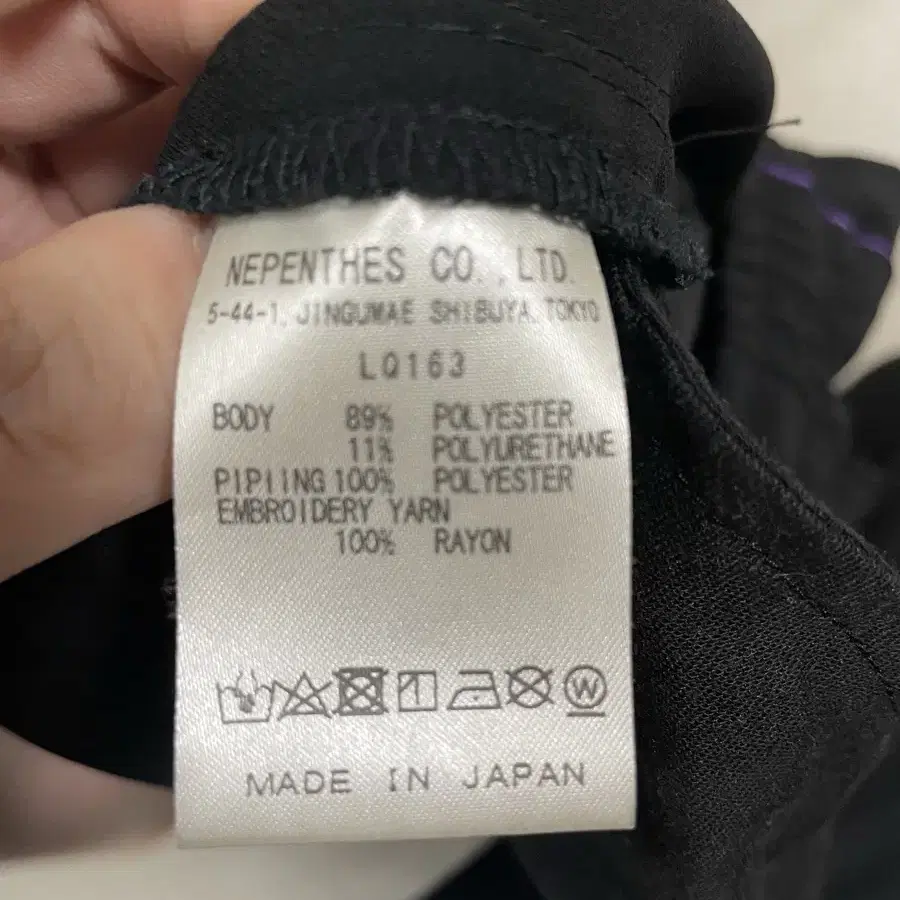 NEPENTHES CO.,LTD.
5-44-1, JINGUMAE SHIBUYA, TOKYO
LQ163
BODY 89% POLYESTER
11% POLYURETHANE
PIPIING 100% POLYESTER
EMBROIDERY YARN
100% RAYON
W
MADE IN JAPAN